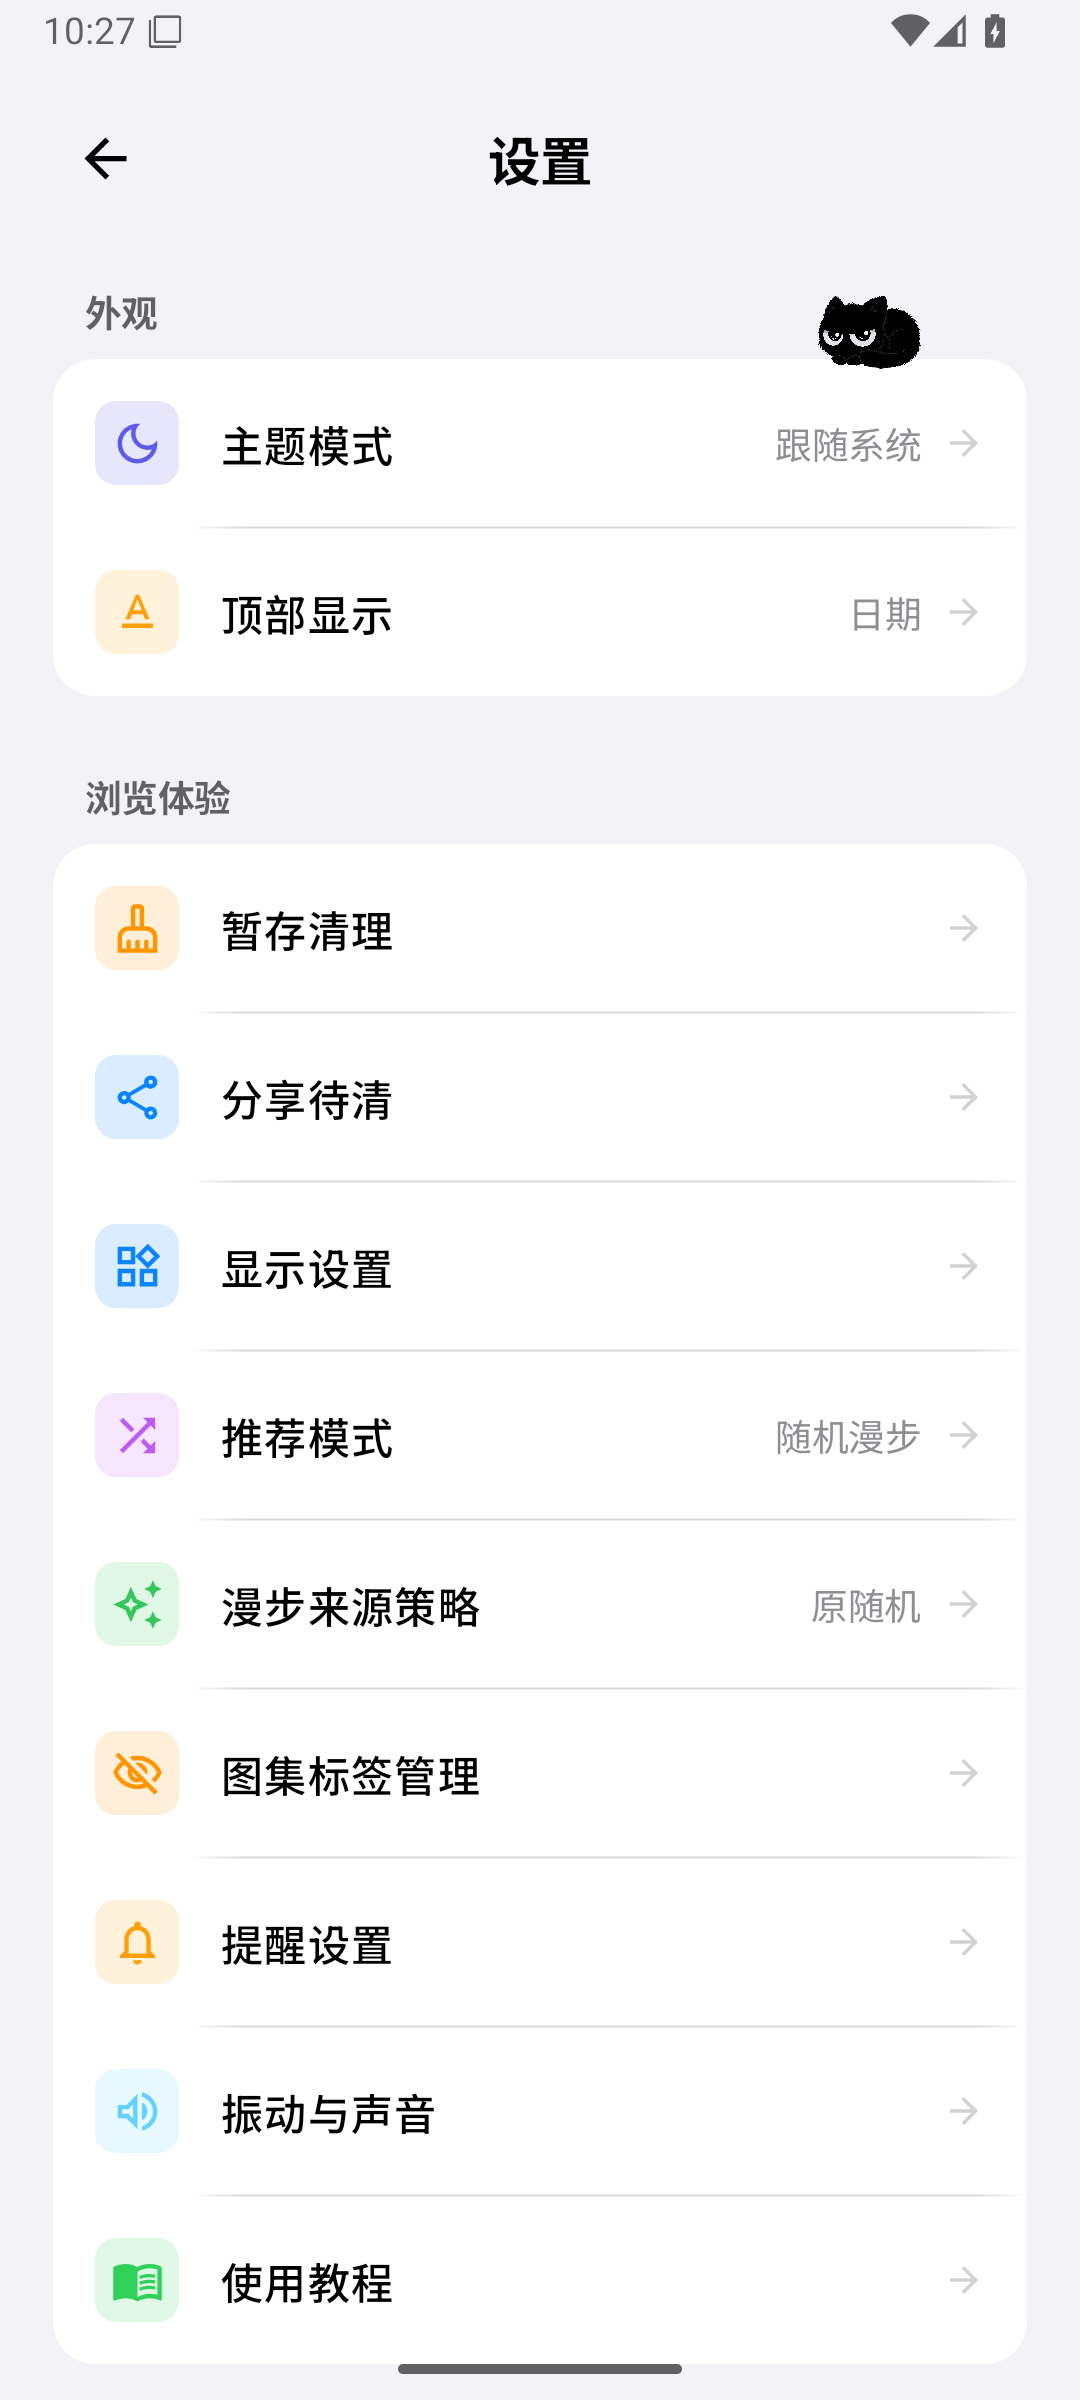 10:27
设置
外观
主题模式 跟随系统
顶部显示 日期
浏览体验
暂存清理
分享待清
显示设置
推荐模式 随机漫步
漫步来源策略 原随机
图集标签管理
提醒设置
振动与声音
使用教程